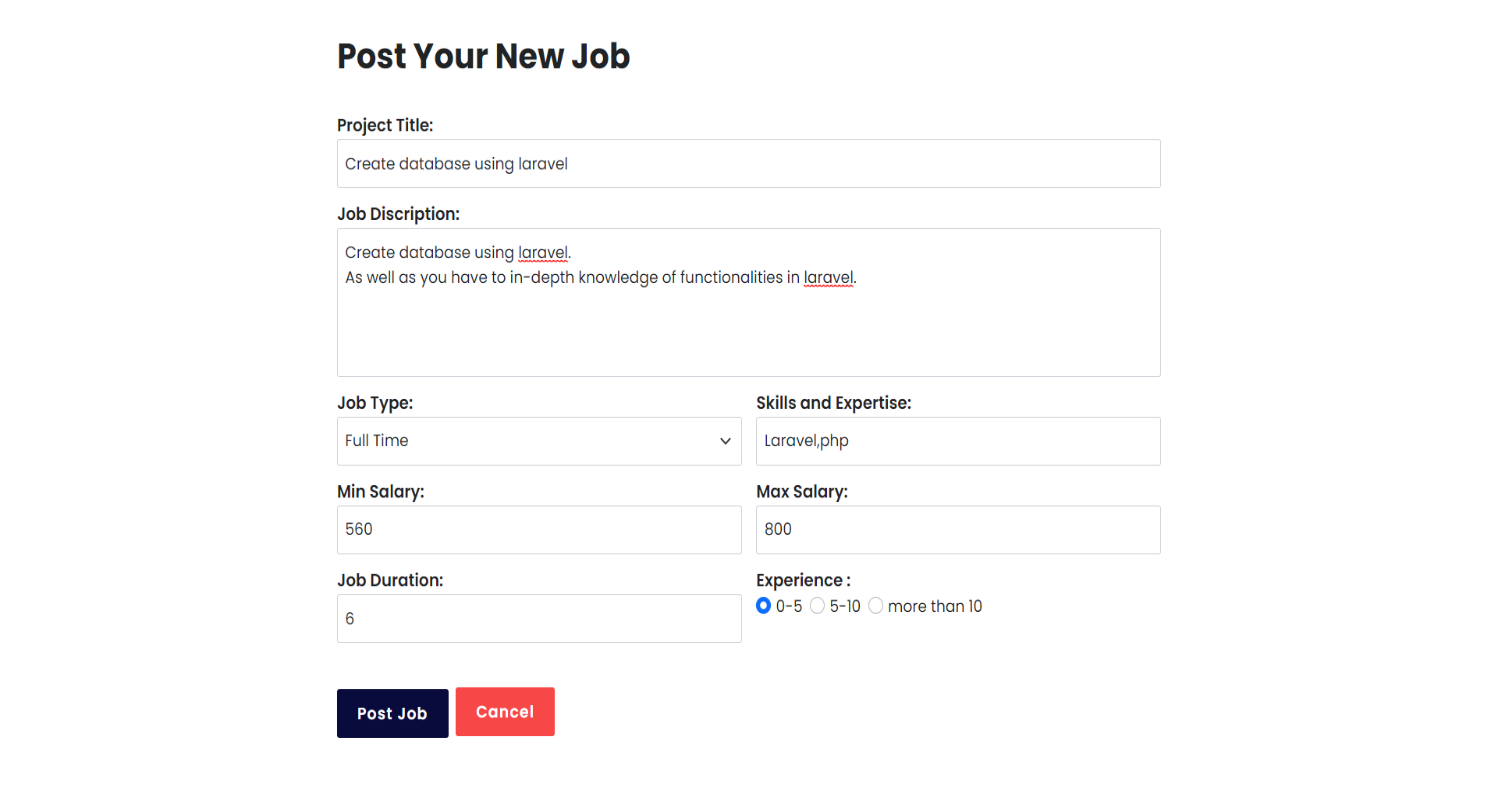 Post Your New Job
Project Title:
Create database using laravel
Job Discription:
Create database using laravel.
As well as you have to in-depth knowledge of functionalities in laravel.
Job Type: Skills and Expertise:
Full Time Laravel,php
Min Salary: Max Salary:
560 800
Job Duration: Experience :
0-5 5-10 more than 10
6
Post Job Cancel